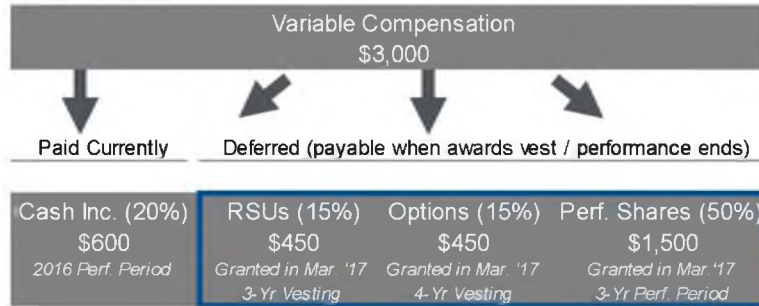 Variable Compensation
$3,000
Paid Currently
Deferred (payable when awards vest / performance ends)
Cash Inc. (20%)
$600
2016 Perf. Period
RSUs (15%)
$450
Granted in Mar. '17
3-Yr Vesting
Options (15%)
$450
Granted in Mar. '17
4-Yr Vesting
Perf. Shares (50%)
$1,500
Granted in Mar.'17
3-Yr Perf. Period